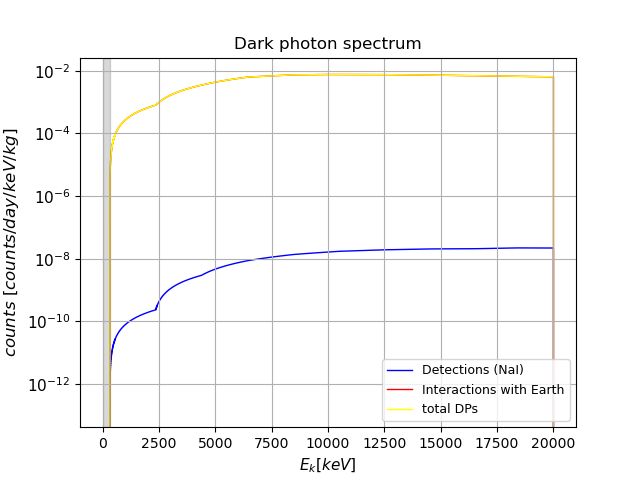 Dark photon spectrum
counts [counts/day/keV/kg]
10⁻²
10⁻⁴
10⁻⁶
10⁻⁸
10⁻¹⁰
10⁻¹²
Detections (NaI)
Interactions with Earth
total DPs
0 2500 5000 7500 10000 12500 15000 17500 20000
Eₖ[keV]